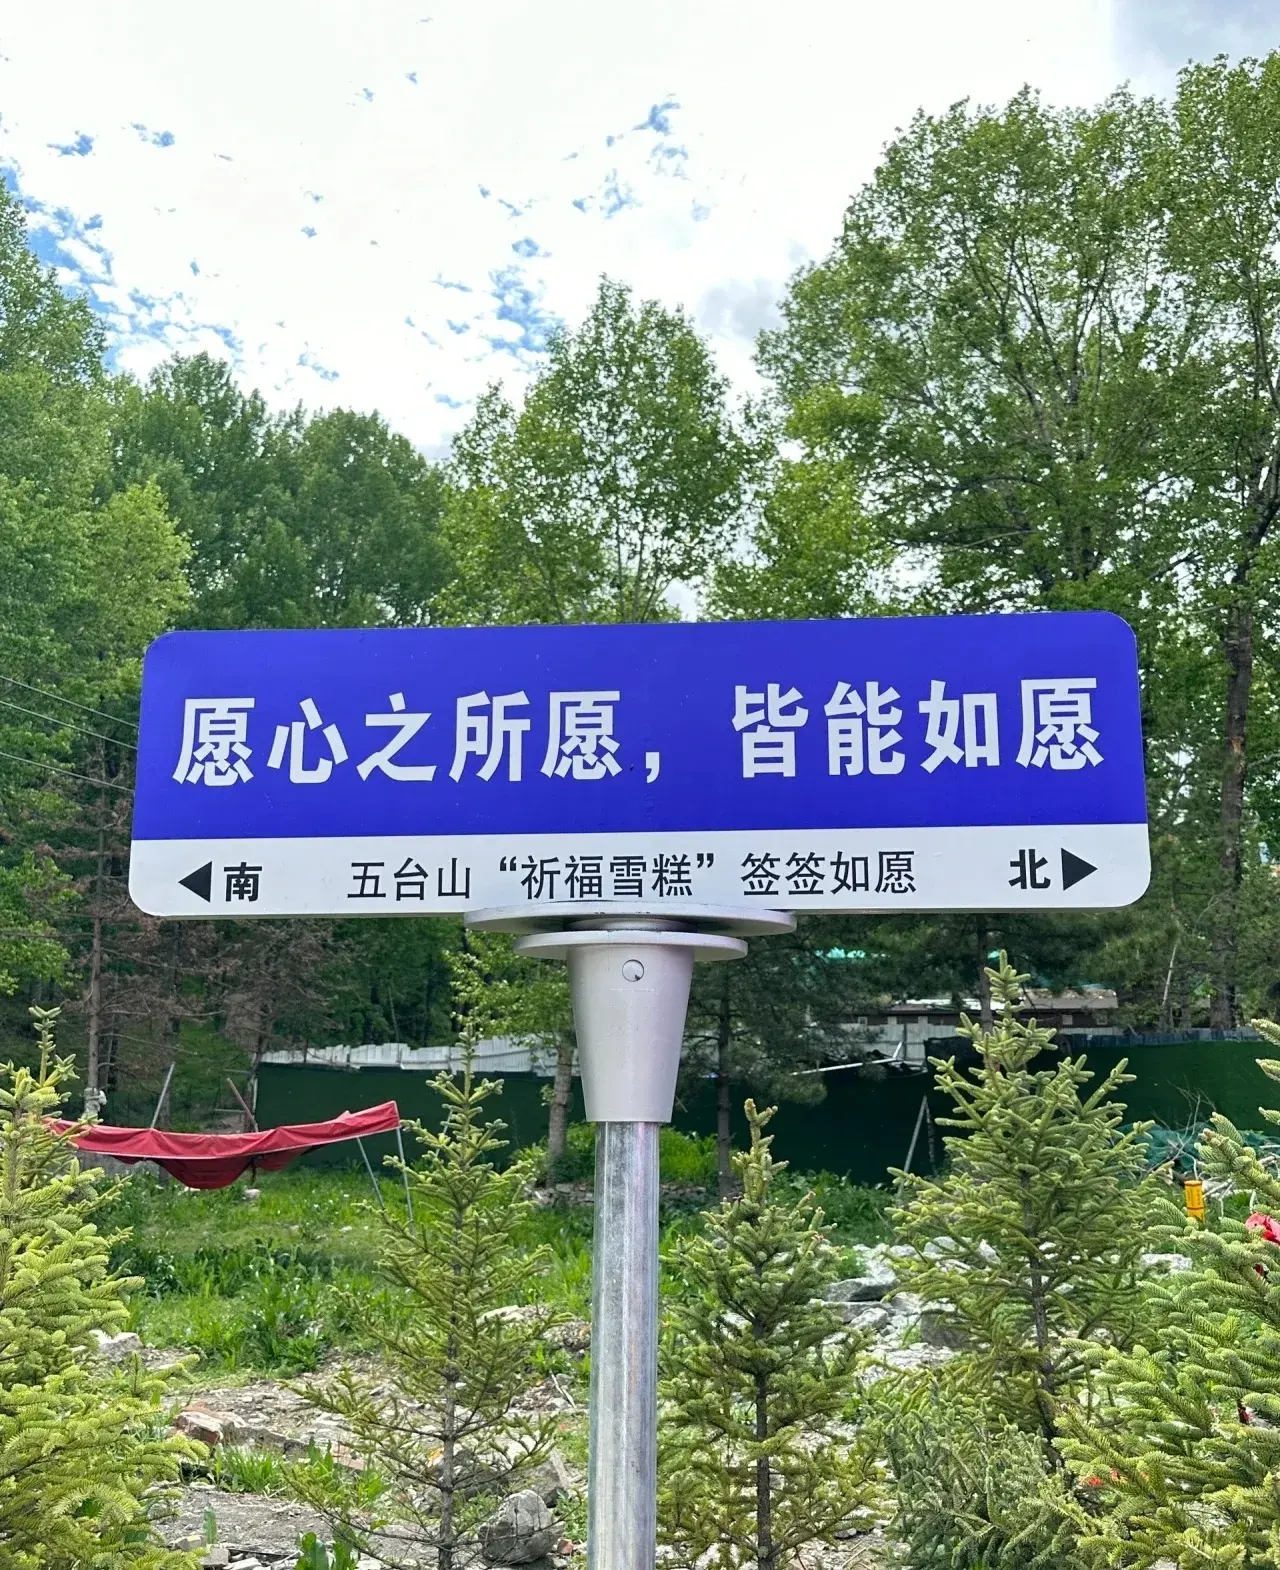 愿心之所愿，皆能如愿
◀南 五台山“祈福雪糕”签签如愿 北▶